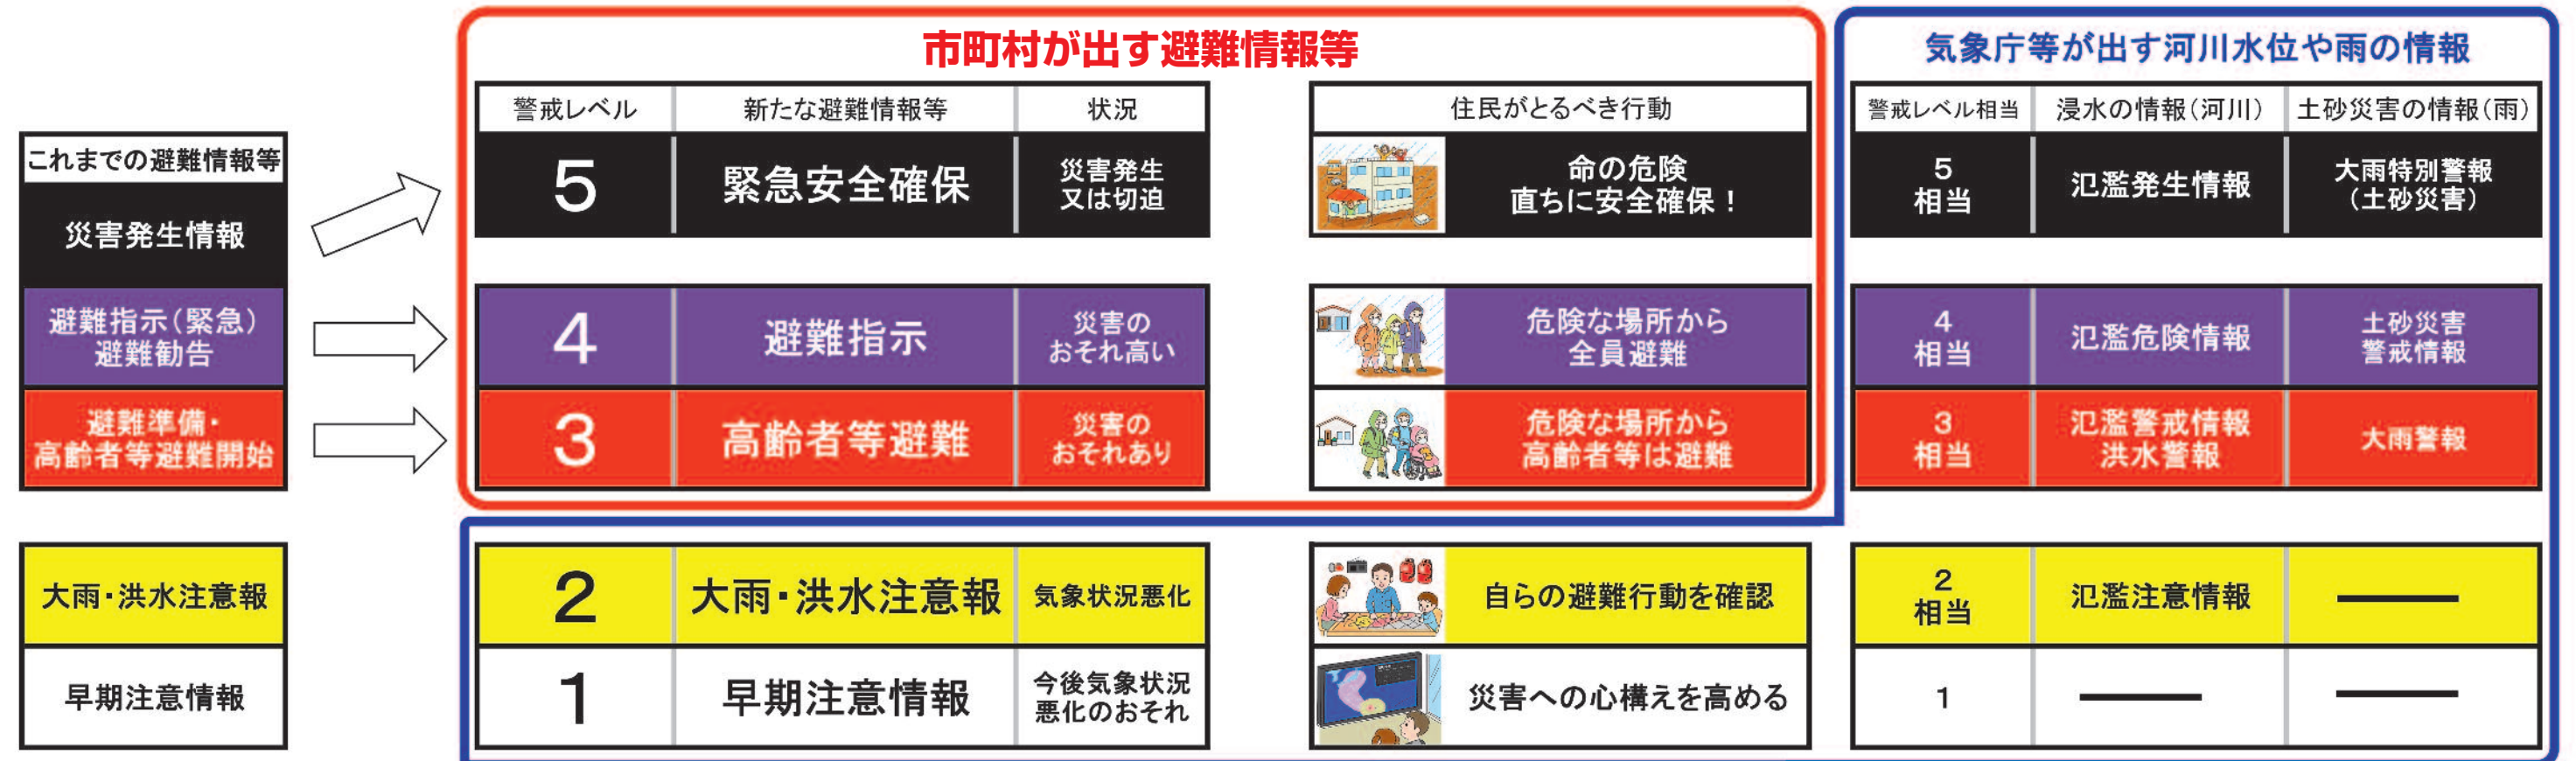 市町村が出す避難情報等
気象庁等が出す河川水位や雨の情報
これまでの避難情報等
災害発生情報
避難指示(緊急)
避難勧告
避難準備・
高齢者等避難開始
大雨・洪水注意報
早期注意情報
警戒レベル 新たな避難情報等 状況
5 緊急安全確保 災害発生
又は切迫
4 避難指示 災害の
おそれ高い
3 高齢者等避難 災害の
おそれあり
2 大雨・洪水注意報 気象状況悪化
1 早期注意情報 今後気象状況
悪化のおそれ
住民がとるべき行動
命の危険
直ちに安全確保!
危険な場所から
全員避難
危険な場所から
高齢者等は避難
自らの避難行動を確認
災害への心構えを高める
警戒レベル相当 浸水の情報(河川) 土砂災害の情報(雨)
5
相当
氾濫発生情報
大雨特別警報
(土砂災害)
4
相当
氾濫危険情報
土砂災害
警戒情報
3
相当
氾濫警戒情報
洪水警報
大雨警報
2
相当
氾濫注意情報
1